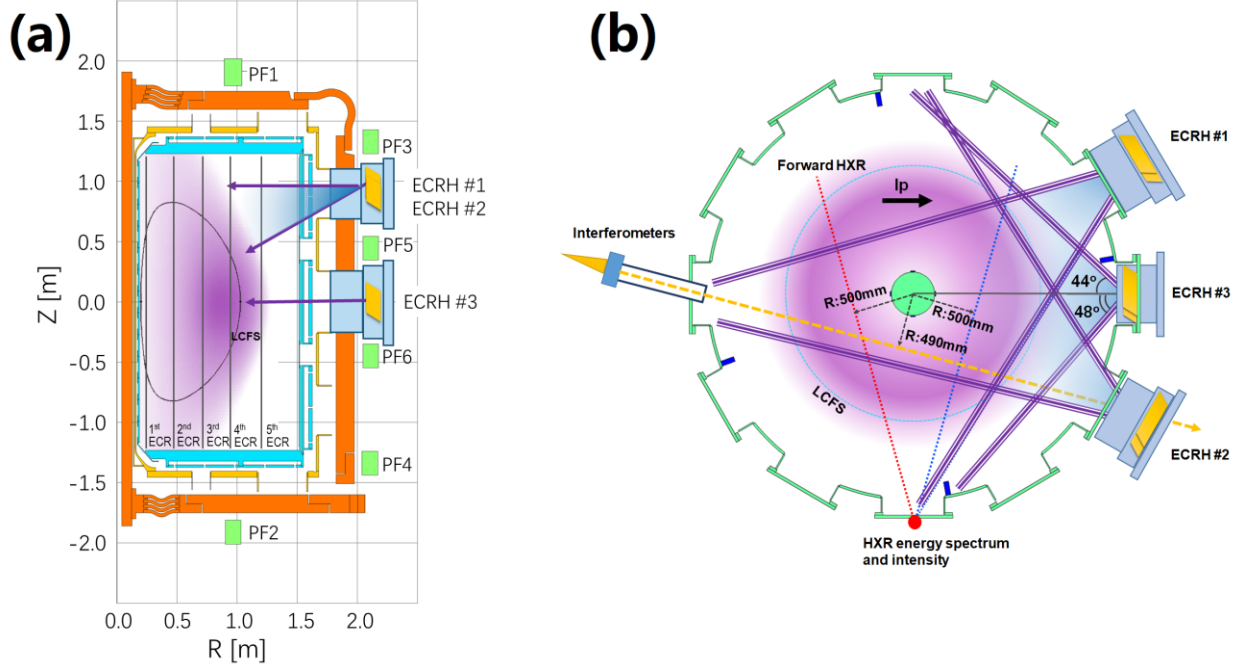 (a)
2.0
1.5
1.0
0.5
0.0
-0.5
-1.0
-1.5
-2.0
Z [m]
PF1
PF3
ECRH #1
ECRH #2
PF5
ECRH #3
LCFS
PF6
1st 2nd 3rd 4th 5th
ECR ECR ECR ECR ECR
PF4
PF2
0.0 0.5 1.0 1.5 2.0
R [m]
(b)
ECRH #1
Forward HXR
Ip
Interferometers
44º
R:500mm
ECRH #3
R:500mm
48º
R:490mm
LCFS
ECRH #2
HXR energy spectrum
and intensity